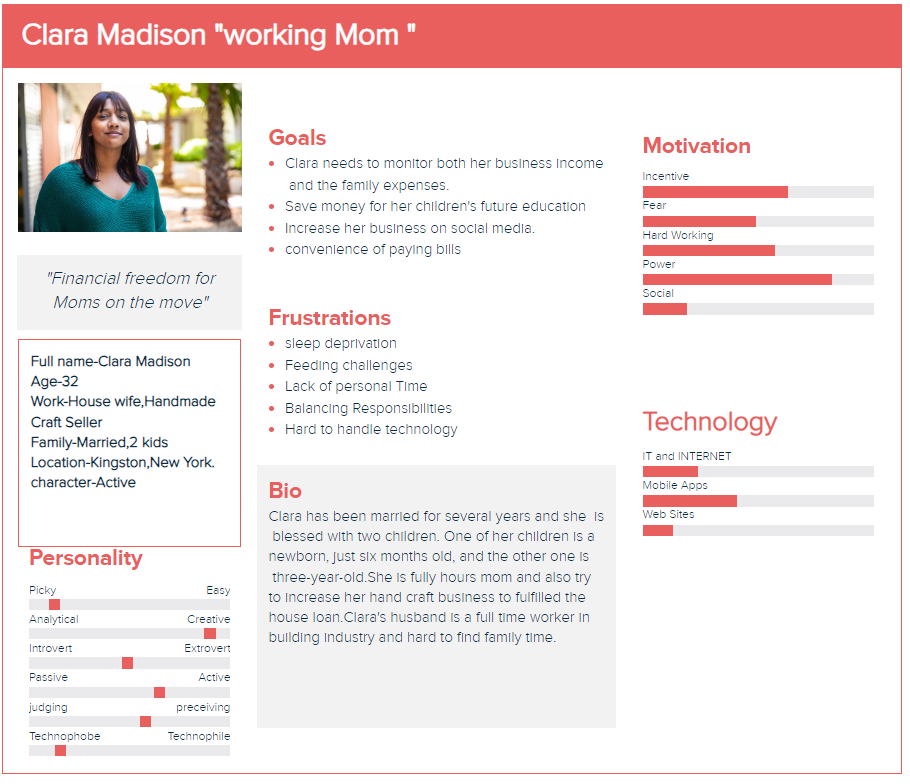 Clara Madison "working Mom "
"Financial freedom for
Moms on the move"
Full name-Clara Madison
Age-32
Work-House wife,Handmade
Craft Seller
Family-Married,2 kids
Location-Kingston,New York.
character-Active
Personality
Picky Easy
Analytical Creative
Introvert Extrovert
Passive Active
judging preceiving
Technophobe Technophile
Goals
Clara needs to monitor both her business income
and the family expenses.
Save money for her children's future education
Increase her business on social media.
convenience of paying bills
Frustrations
sleep deprivation
Feeding challenges
Lack of personal Time
Balancing Responsibilities
Hard to handle technology
Bio
Clara has been married for several years and she is
blessed with two children. One of her children is a
newborn, just six months old, and the other one is
three-year-old.She is fully hours mom and also try
to increase her hand craft business to fulfilled the
house loan.Clara's husband is a full time worker in
building industry and hard to find family time.
Motivation
Incentive
Fear
Hard Working
Power
Social
Technology
IT and INTERNET
Mobile Apps
Web Sites